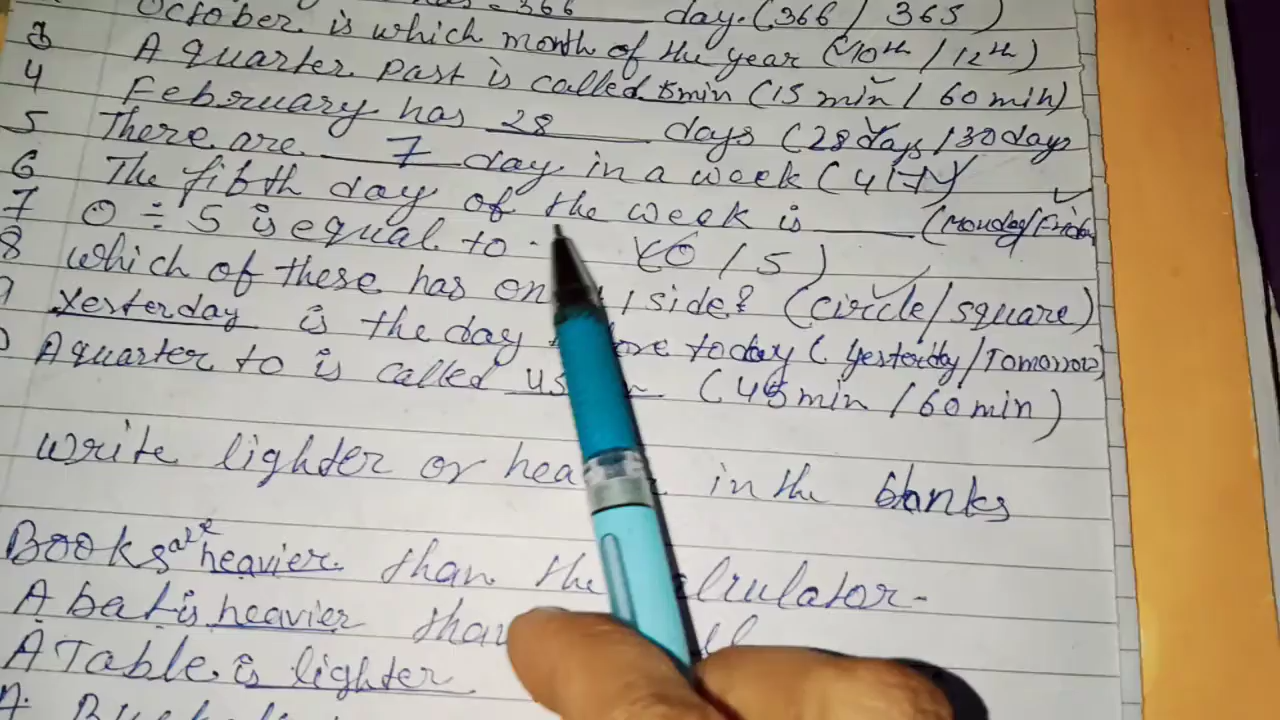 366 day. (366 / 365)
October is which month of the year (10th / 12th)
3 A quarter past is called 15min (15 min / 60 min)
4 February has 28 days (28 days / 30 days
5 There are 7 day in a week (4 / 7)
6 The fifth day of the week is ____ (Monday/Friday
7 0 ÷ 5 is equal to (0 / 5)
8 which of these has 1 side? (circle/square)
9 Yesterday is the day today (Yesterday/Tomorrow)
A quarter to is called (45min / 60min)
Write lighter or in the blanks
Books are heavier than the
A bat is heavier
A Table is lighter